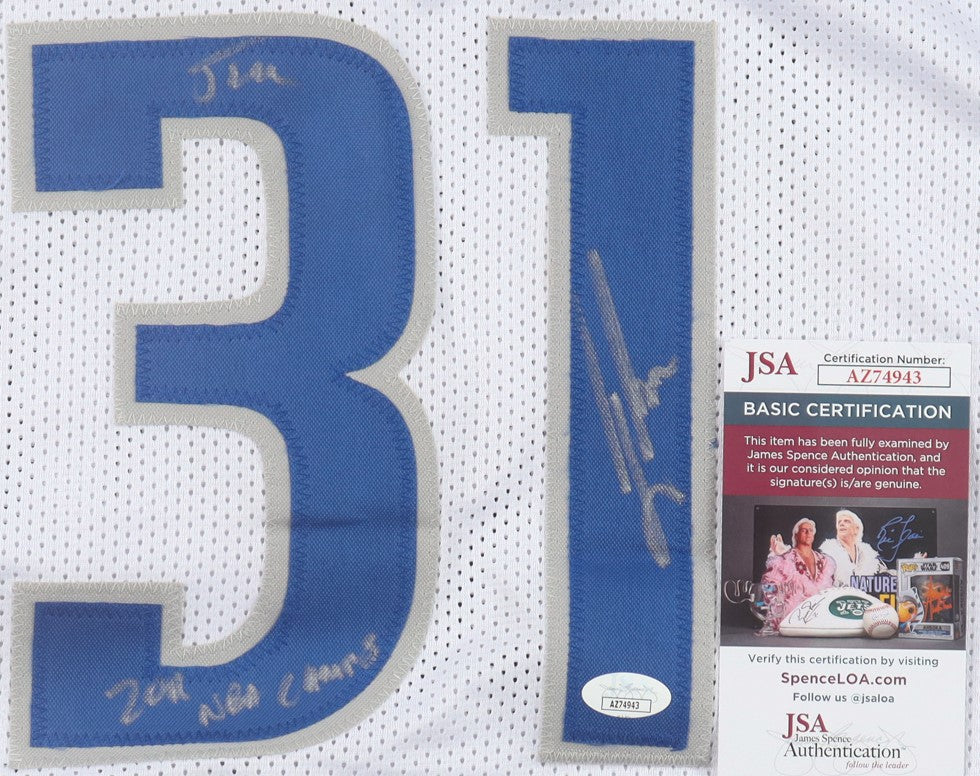 31
2011
NBA CHAMPS
AZ74943
JSA
Certification Number:
AZ74943
BASIC CERTIFICATION
This item has been fully examined by
James Spence Authentication, and
it is our considered opinion that the
signature(s) is/are genuine.
NATURE
JETS
Verify this certification by visiting
SpenceLOA.com
Follow us @jsaloa
JSA
James Spence
Authentication™
follow the leader